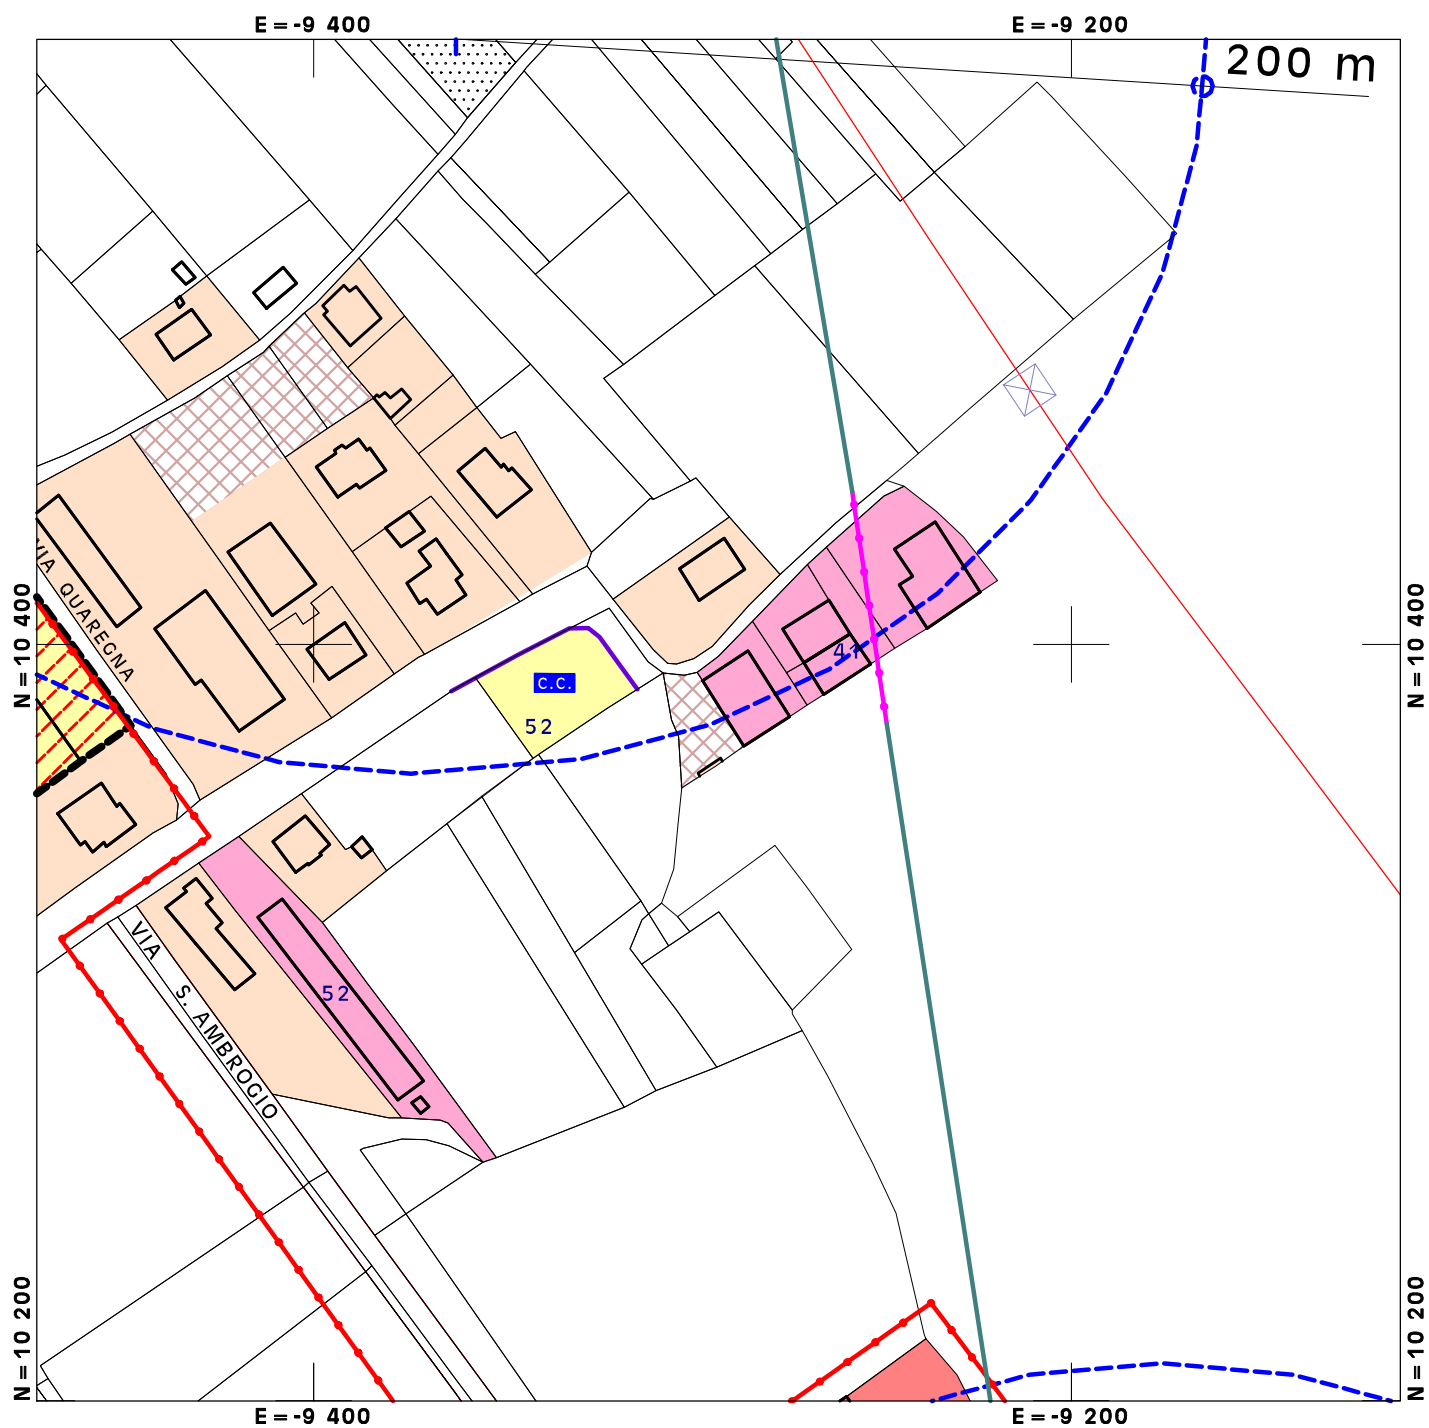 E = -9 400
E = -9 200
200 m
N = 10 400
N = 10 400
VIA QUAREGNA
C.C.
52
41
52
VIA S. AMBROGIO
N = 10 200
N = 10 200
E = -9 400
E = -9 200